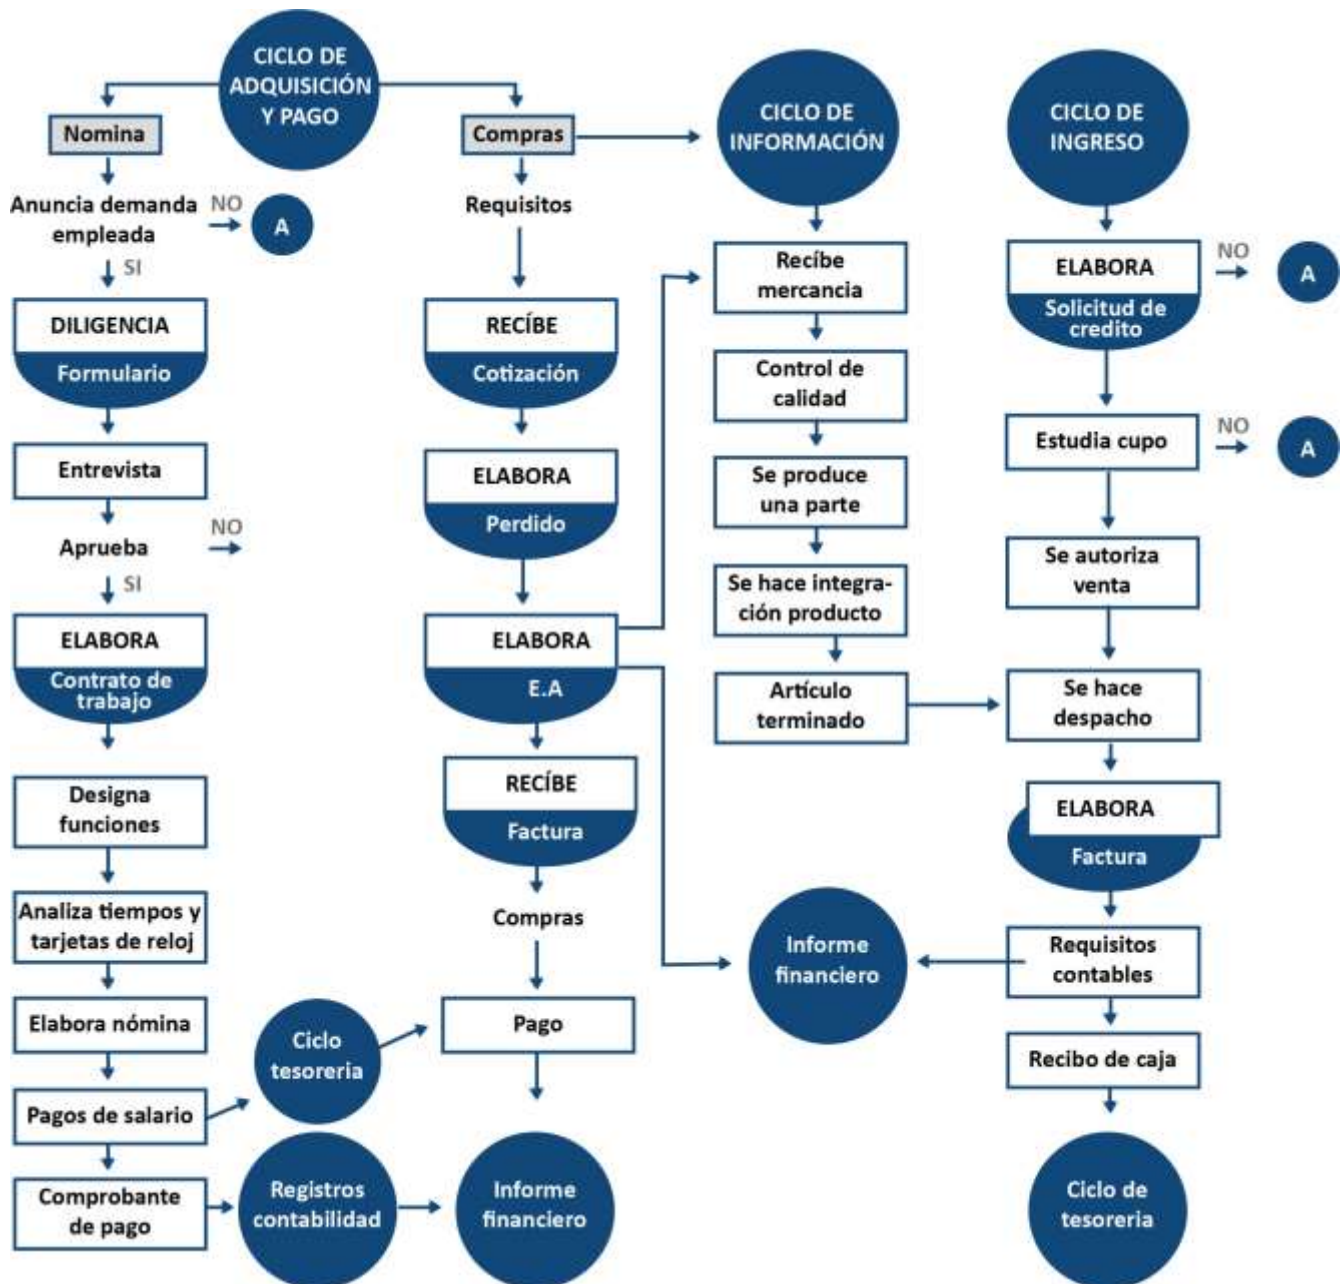 CICLO DE
ADQUISICIÓN
Y PAGO
Nomina
Anuncia demanda
empleada
NO
A
SI
DILIGENCIA
Formulario
Entrevista
Aprueba
NO
SI
ELABORA
Contrato de
trabajo
Designa
funciones
Analiza tiempos y
tarjetas de reloj
Elabora nómina
Pagos de salario
Comprobante
de pago
Ciclo
tesoreria
Registros
contabilidad
Compras
Requisitos
RECÍBE
Cotización
ELABORA
Perdido
ELABORA
E.A
RECÍBE
Factura
Compras
Pago
Informe
financiero
CICLO DE
INFORMACIÓN
Recíbe
mercancia
Control de
calidad
Se produce
una parte
Se hace integra-
ción producto
Artículo
terminado
Informe
financiero
CICLO DE
INGRESO
ELABORA
Solicitud de
credito
NO
A
Estudia cupo
NO
A
Se autoriza
venta
Se hace
despacho
ELABORA
Factura
Requisitos
contables
Recibo de caja
Ciclo de
tesoreria